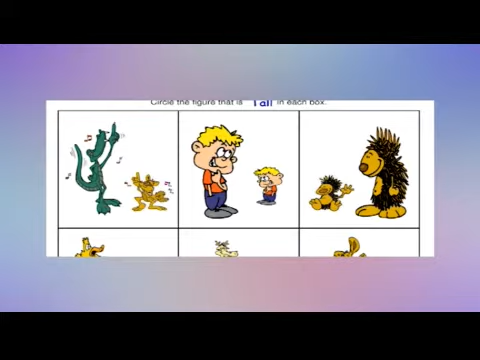 Circle the figure that is Tall in each box.